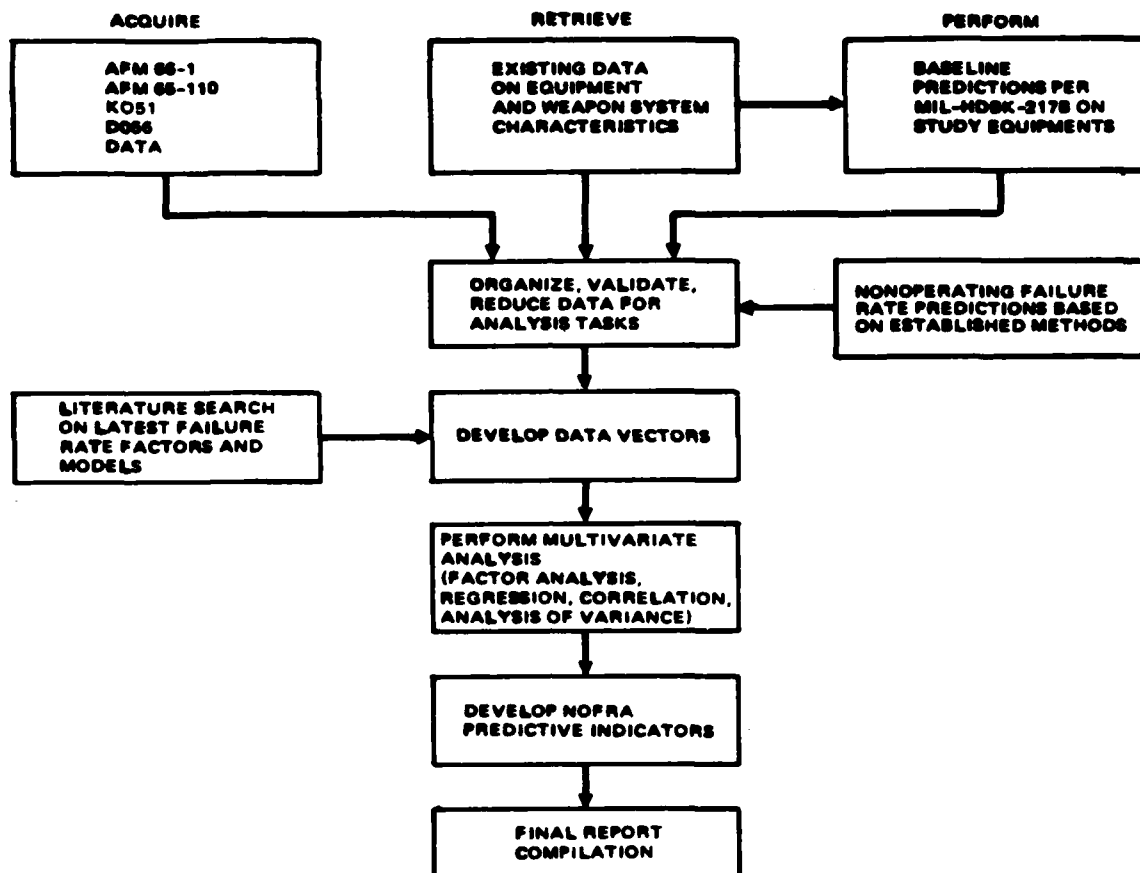 ACQUIRE
RETRIEVE
PERFORM
AFM 66-1
AFM 65-110
KO51
DO56
DATA
EXISTING DATA
ON EQUIPMENT
AND WEAPON SYSTEM
CHARACTERISTICS
BASELINE
PREDICTIONS PER
MIL-HDBK-217B ON
STUDY EQUIPMENTS
ORGANIZE, VALIDATE,
REDUCE DATA FOR
ANALYSIS TASKS
NONOPERATING FAILURE
RATE PREDICTIONS BASED
ON ESTABLISHED METHODS
LITERATURE SEARCH
ON LATEST FAILURE
RATE FACTORS AND
MODELS
DEVELOP DATA VECTORS
PERFORM MULTIVARIATE
ANALYSIS
(FACTOR ANALYSIS,
REGRESSION, CORRELATION,
ANALYSIS OF VARIANCE)
DEVELOP NOFRA
PREDICTIVE INDICATORS
FINAL REPORT
COMPILATION